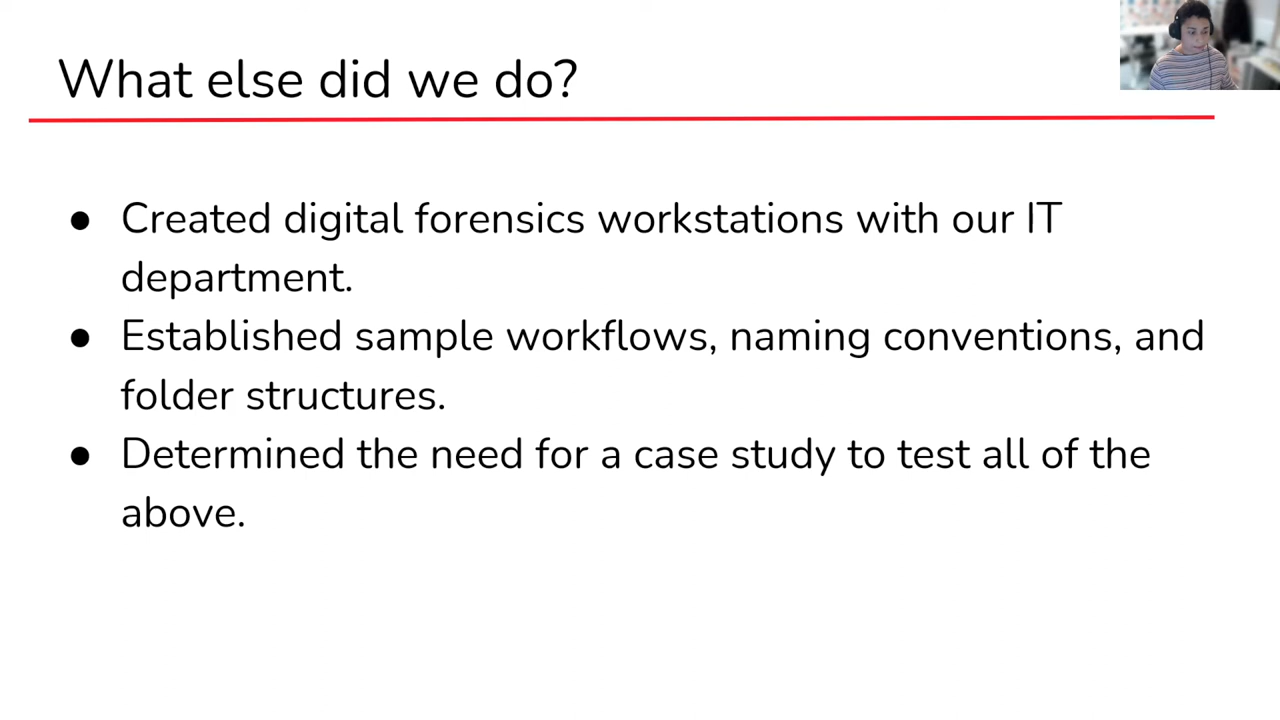 What else did we do?
● Created digital forensics workstations with our IT
department.
● Established sample workflows, naming conventions, and
folder structures.
● Determined the need for a case study to test all of the
above.